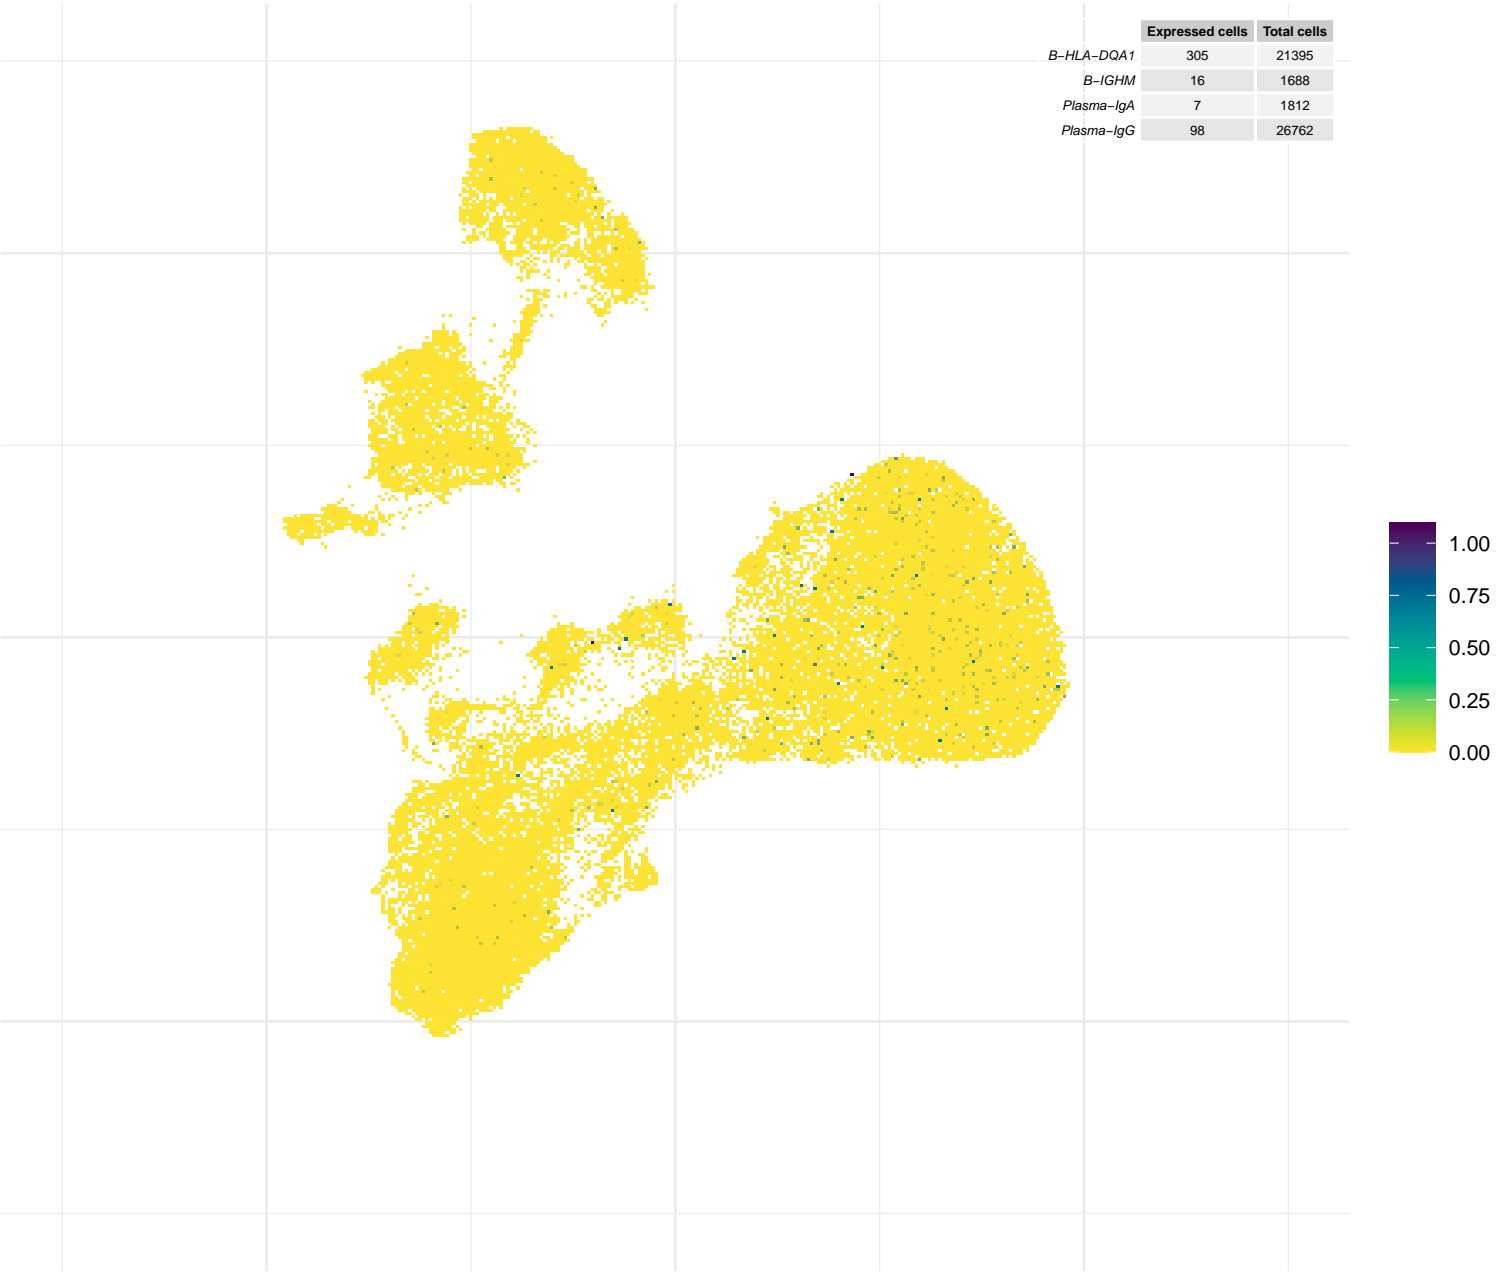 Expressed cells Total cells
B−HLA−DQA1 305 21395
B−IGHM 16 1688
Plasma−IgA 7 1812
Plasma−IgG 98 26762
1.00
0.75
0.50
0.25
0.00